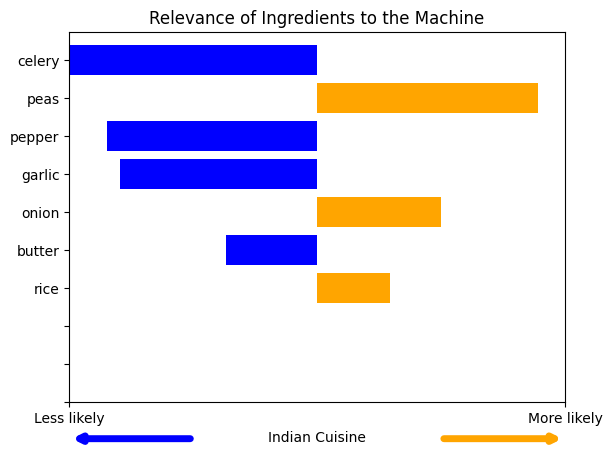 Relevance of Ingredients to the Machine
celery
peas
pepper
garlic
onion
butter
rice
Less likely
More likely
Indian Cuisine